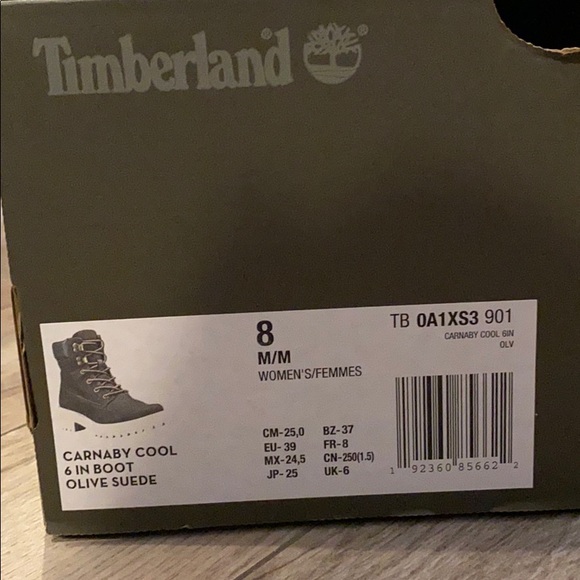 Timberland
8
M/M
WOMEN'S/FEMMES
TB 0A1XS3 901
CARNABY COOL 6IN
OLV
CARNABY COOL
6 IN BOOT
OLIVE SUEDE
CM-25,0 BZ-37
EU-39 FR-8
MX-24,5 CN-250(1.5)
JP-25 UK-6
1 92360 85662 2